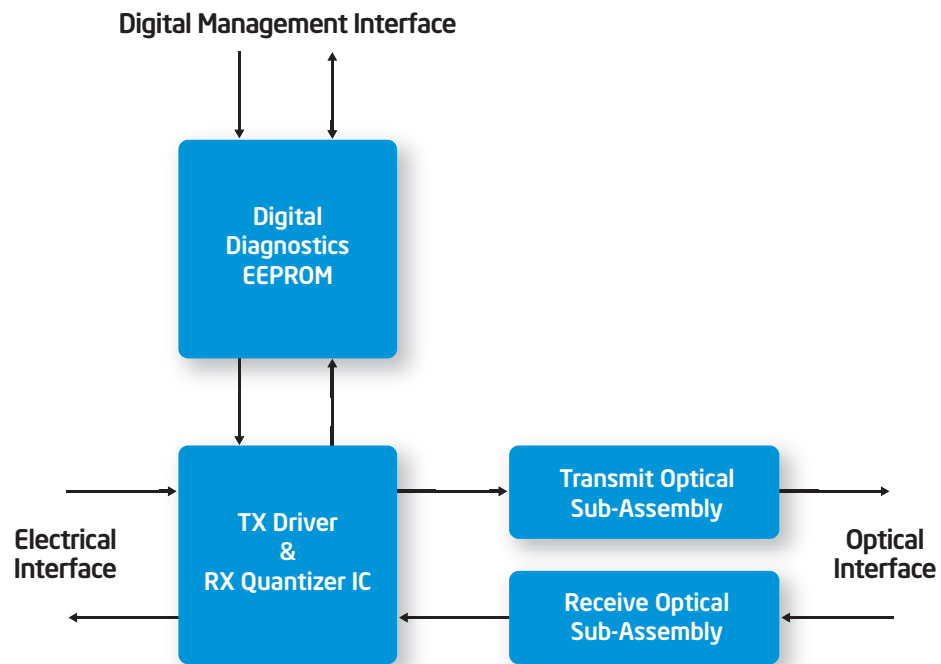 Digital Management Interface
Digital
Diagnostics
EEPROM
Electrical
Interface
TX Driver
&
RX Quantizer IC
Transmit Optical
Sub-Assembly
Receive Optical
Sub-Assembly
Optical
Interface